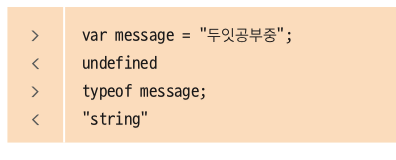 > var message = "두잇공부중";
< undefined
> typeof message;
< "string"